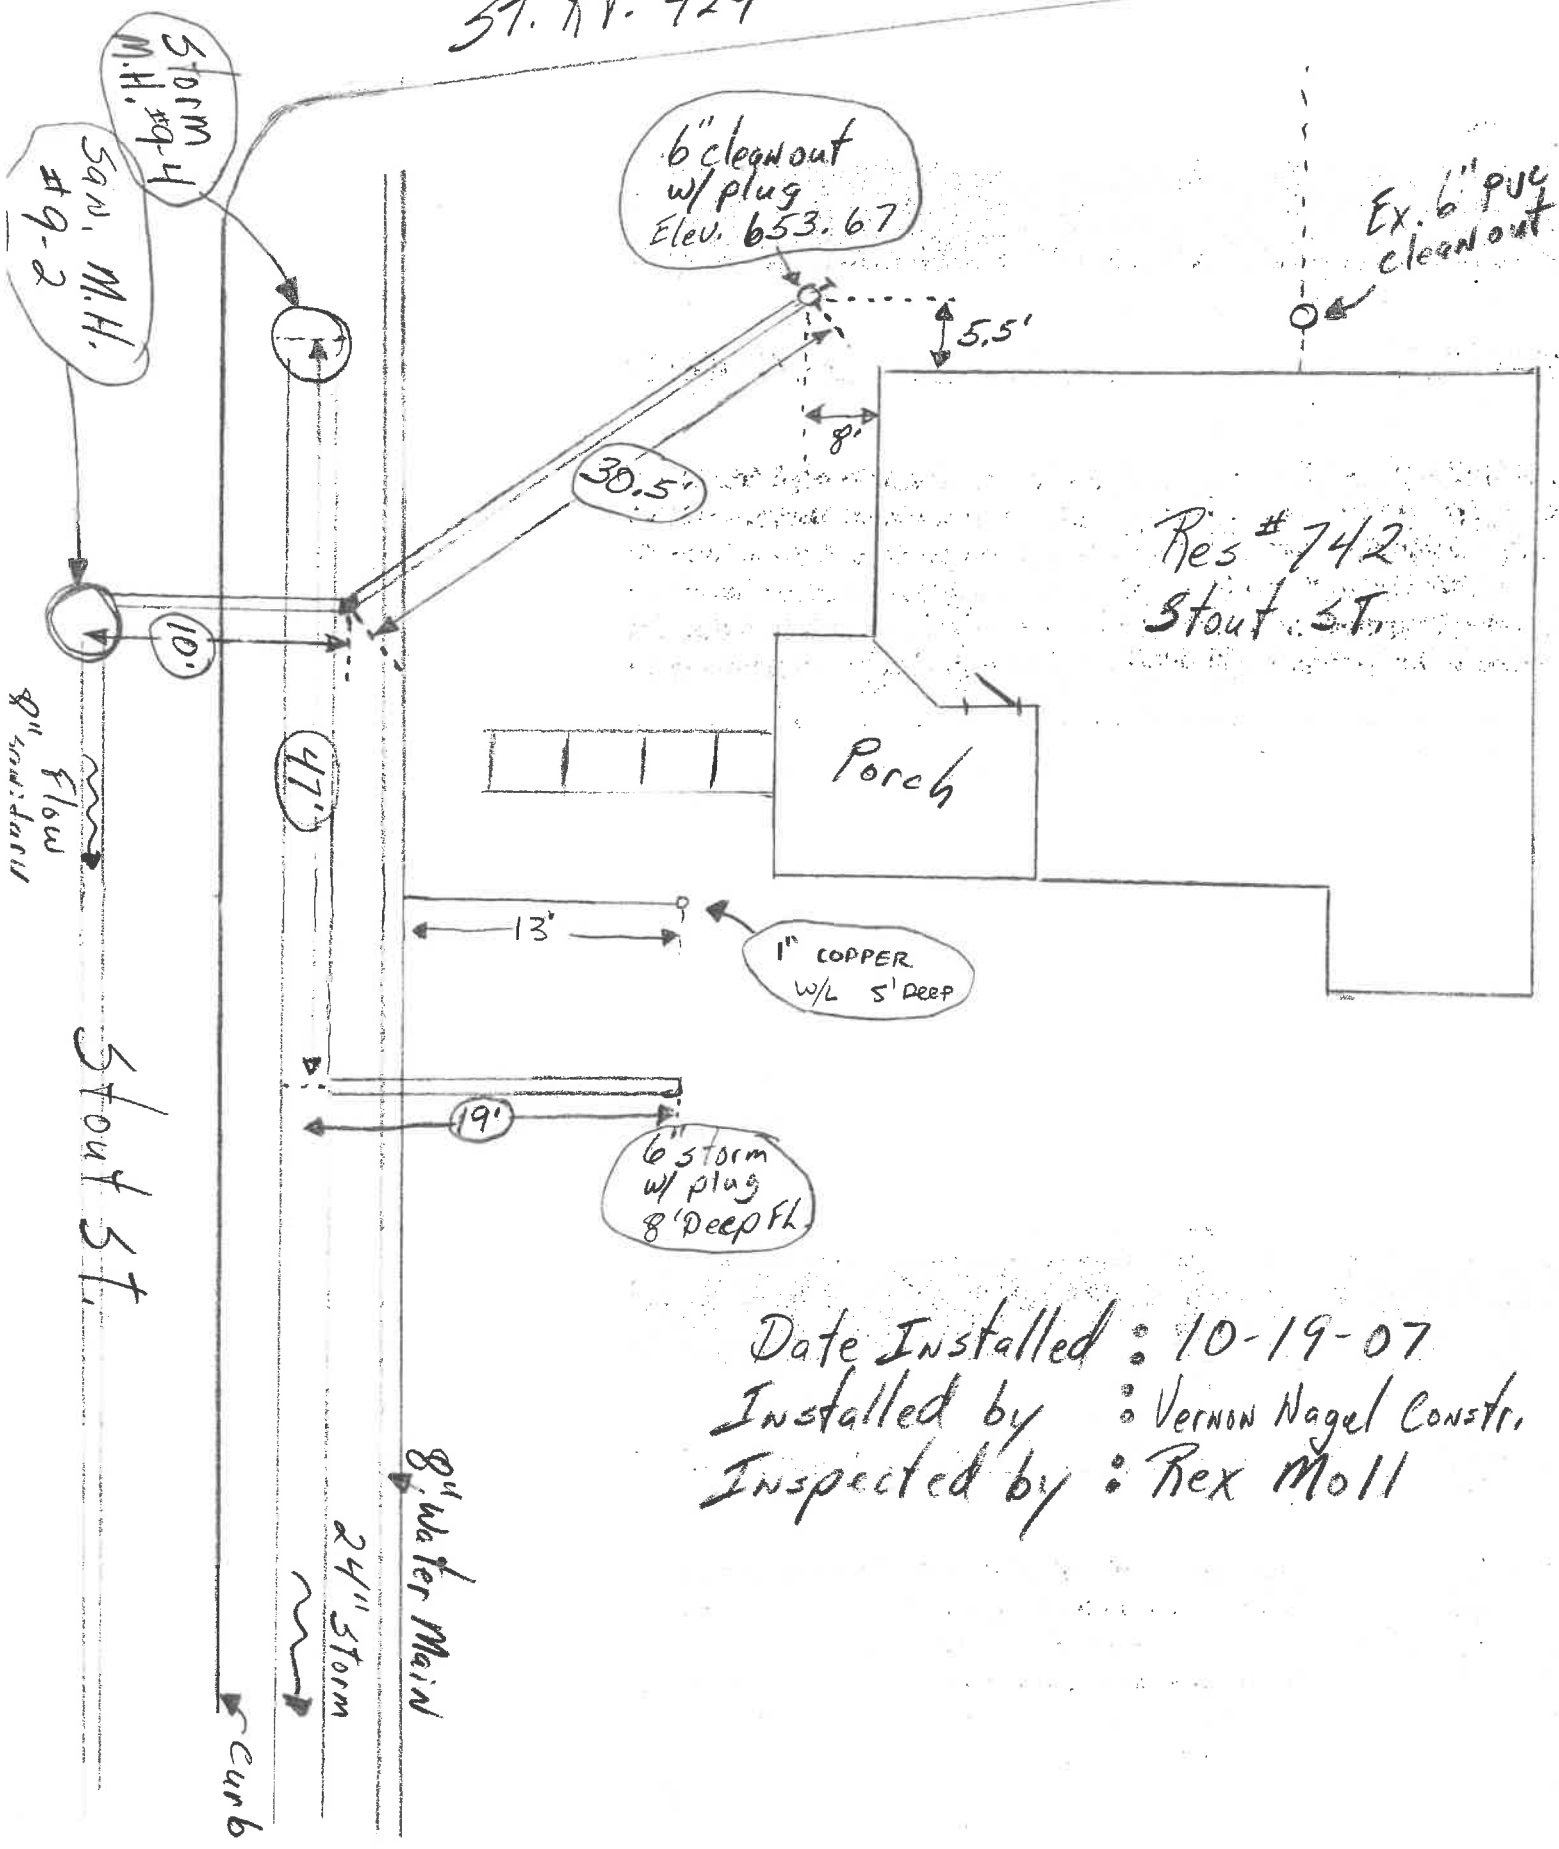 Storm
M.H. #9-4
San. M.H.
#9-2
6" cleanout
w/ plug
Elev. 653.67
Ex. 6" PVC
cleanout
5.5'
8'
30.5'
Res # 742
Stout ST.
10'
47'
Porch
Flow
8" sanitary
13'
1" COPPER
W/L 5' Deep
19'
6" storm
w/ plug
8' Deep FL
Stout St.
Date Installed : 10-19-07
Installed by : Vernon Nagel Constr.
Inspected by : Rex Moll
8" Water Main
24" storm
curb